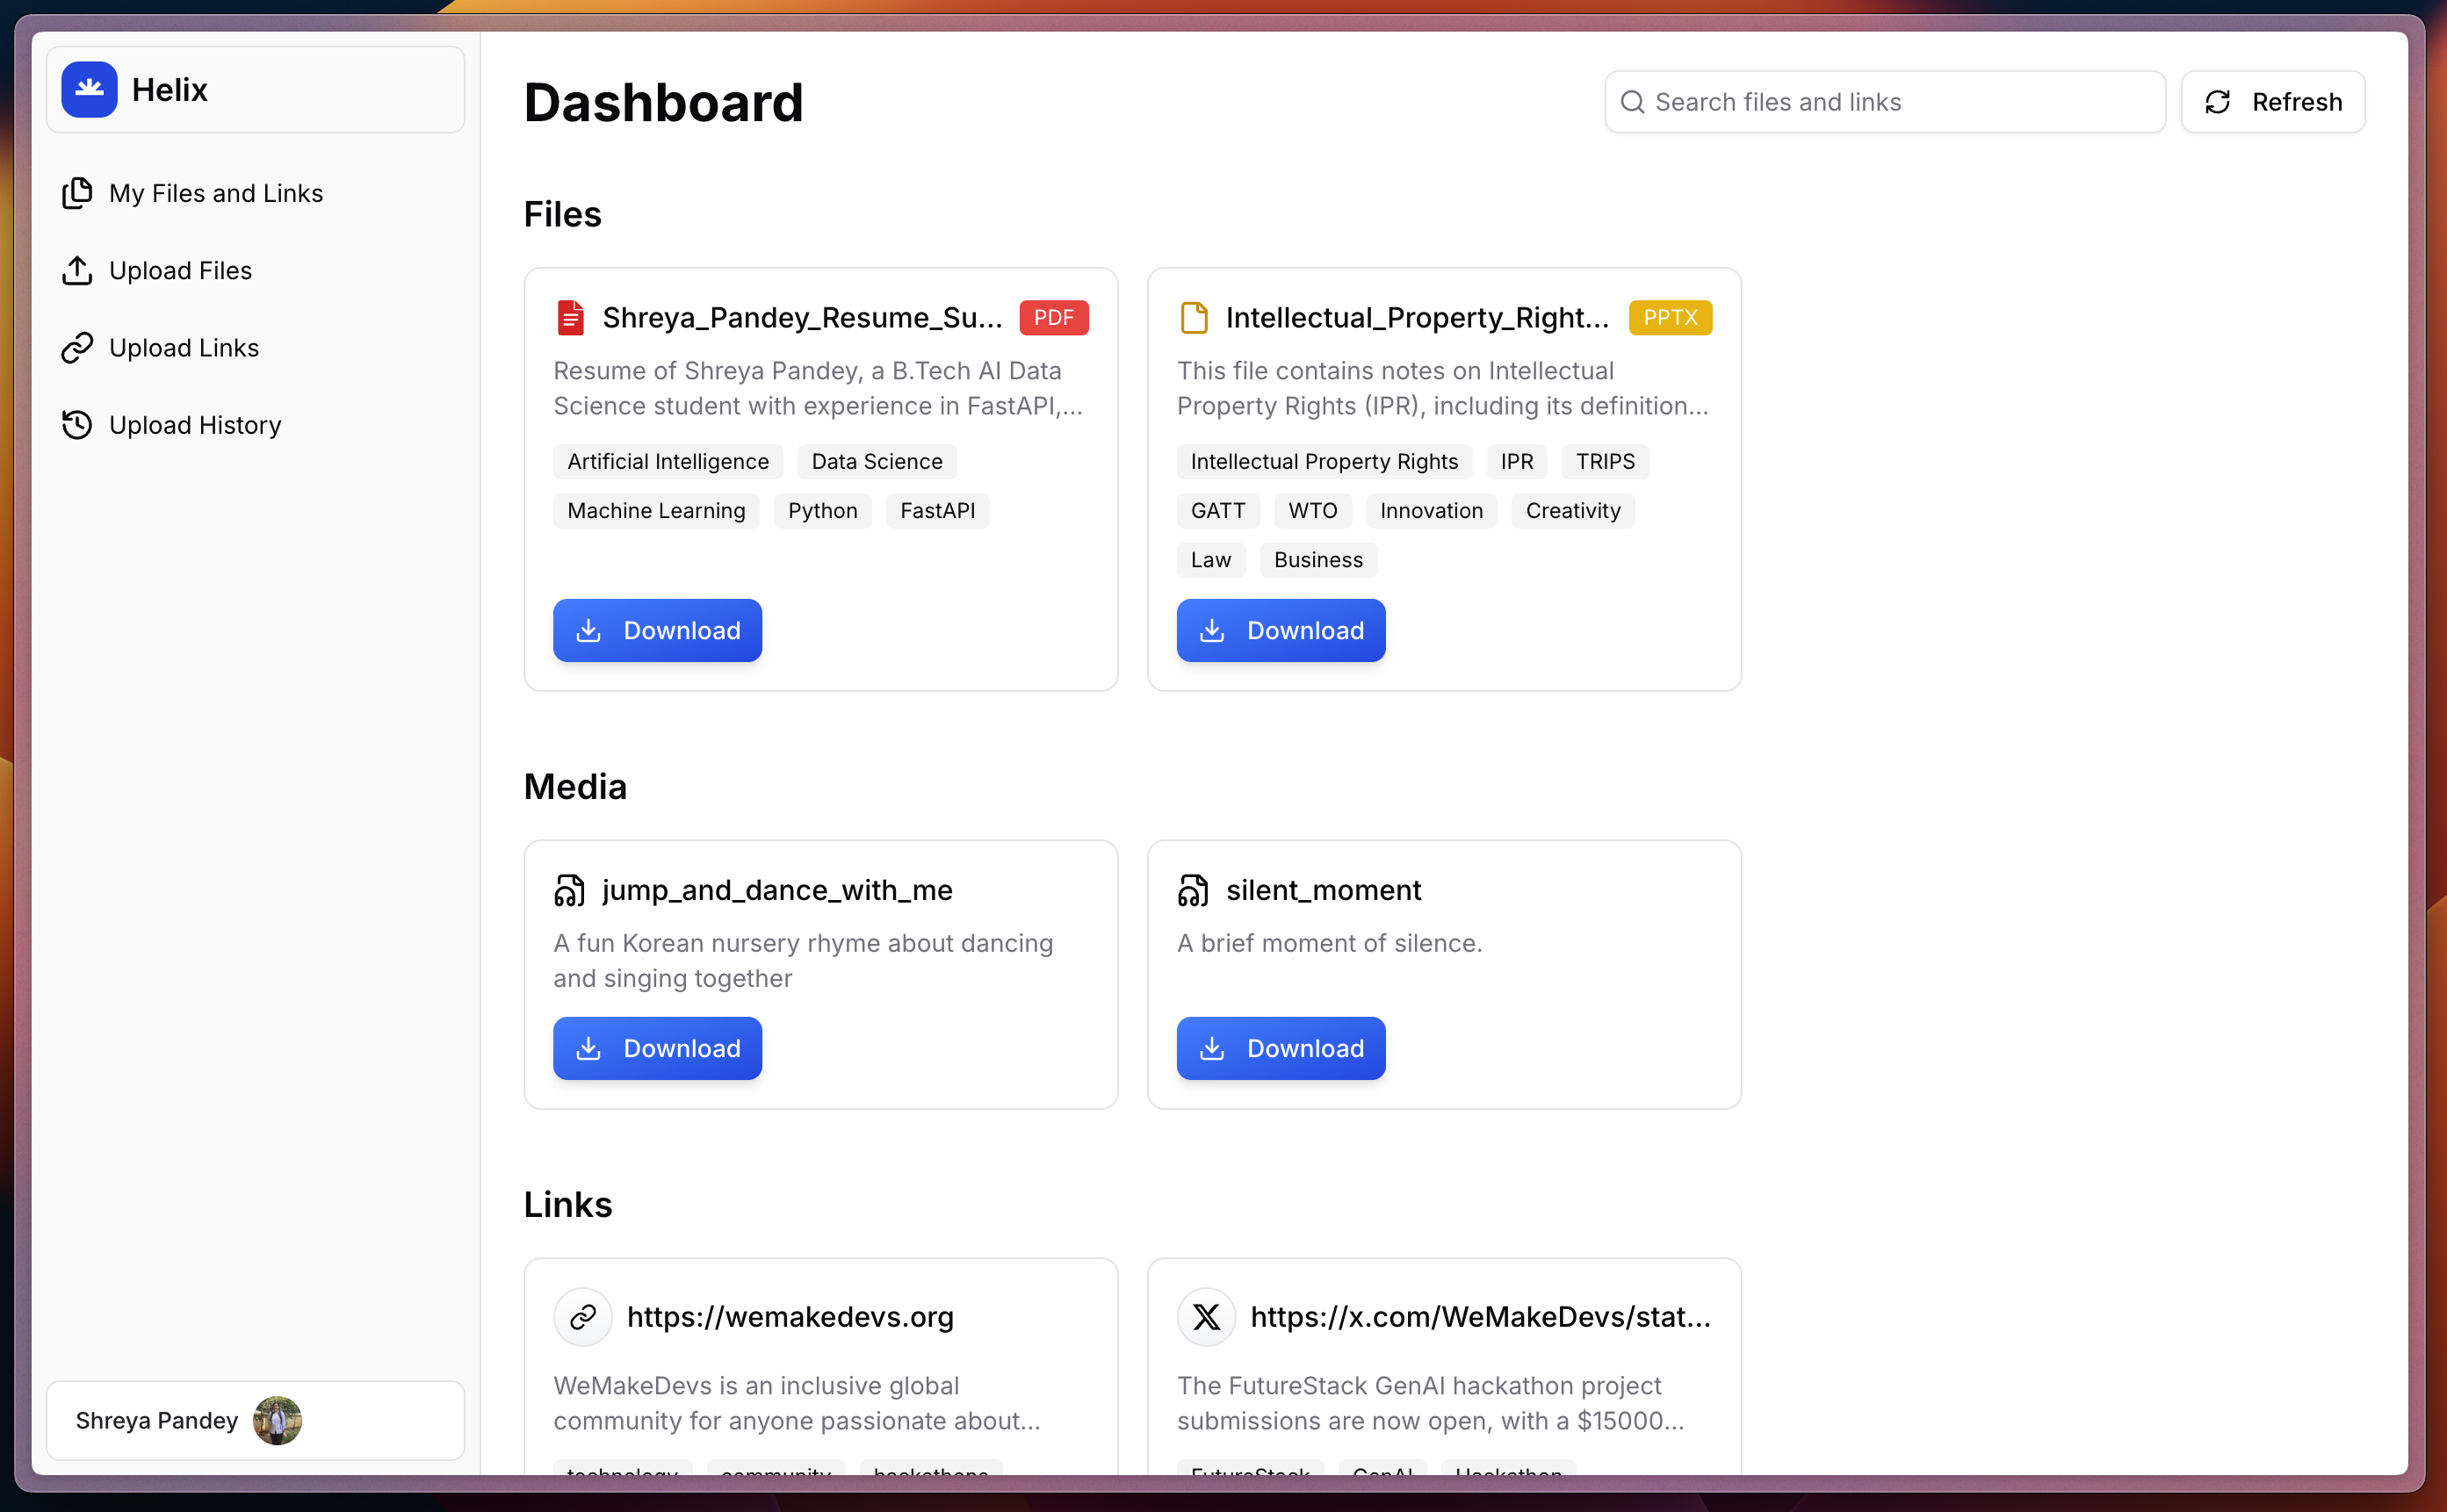 Helix
My Files and Links
Upload Files
Upload Links
Upload History
Shreya Pandey
Dashboard
Search files and links
Refresh
Files
Shreya_Pandey_Resume_Su...
PDF
Resume of Shreya Pandey, a B.Tech AI Data
Science student with experience in FastAPI,...
Artificial Intelligence
Data Science
Machine Learning
Python
FastAPI
Download
Intellectual_Property_Right...
PPTX
This file contains notes on Intellectual
Property Rights (IPR), including its definition...
Intellectual Property Rights
IPR
TRIPS
GATT
WTO
Innovation
Creativity
Law
Business
Download
Media
jump_and_dance_with_me
A fun Korean nursery rhyme about dancing
and singing together
Download
silent_moment
A brief moment of silence.
Download
Links
https://wemakedevs.org
WeMakeDevs is an inclusive global
community for anyone passionate about...
technology
community
hackathons
https://x.com/WeMakeDevs/stat...
The FutureStack GenAI hackathon project
submissions are now open, with a $15000...
FutureStack
GenAI
Hackathon